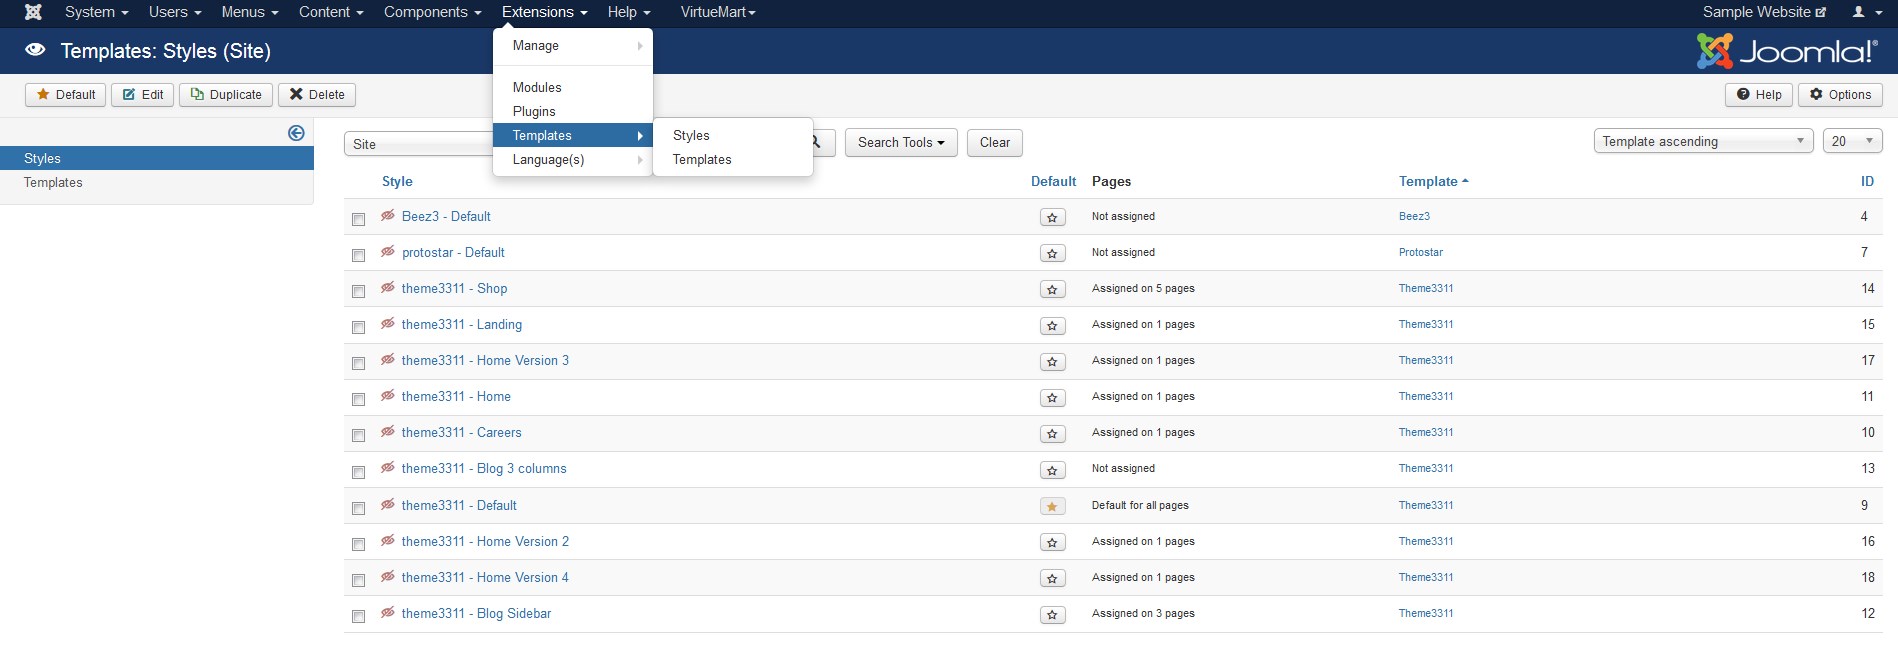 System Users Menus Content Components Extensions Help VirtueMart Sample Website
Templates: Styles (Site) Joomla!®
Manage
Modules
Plugins
Templates
Language(s)
Styles
Templates
Default Edit Duplicate Delete Help Options
Styles
Templates
Site Search Tools Clear Template ascending 20
Style Default Pages Template ID
Beez3 - Default Not assigned Beez3 4
protostar - Default Not assigned Protostar 7
theme3311 - Shop Assigned on 5 pages Theme3311 14
theme3311 - Landing Assigned on 1 pages Theme3311 15
theme3311 - Home Version 3 Assigned on 1 pages Theme3311 17
theme3311 - Home Assigned on 1 pages Theme3311 11
theme3311 - Careers Assigned on 1 pages Theme3311 10
theme3311 - Blog 3 columns Not assigned Theme3311 13
theme3311 - Default Default for all pages Theme3311 9
theme3311 - Home Version 2 Assigned on 1 pages Theme3311 16
theme3311 - Home Version 4 Assigned on 1 pages Theme3311 18
theme3311 - Blog Sidebar Assigned on 3 pages Theme3311 12